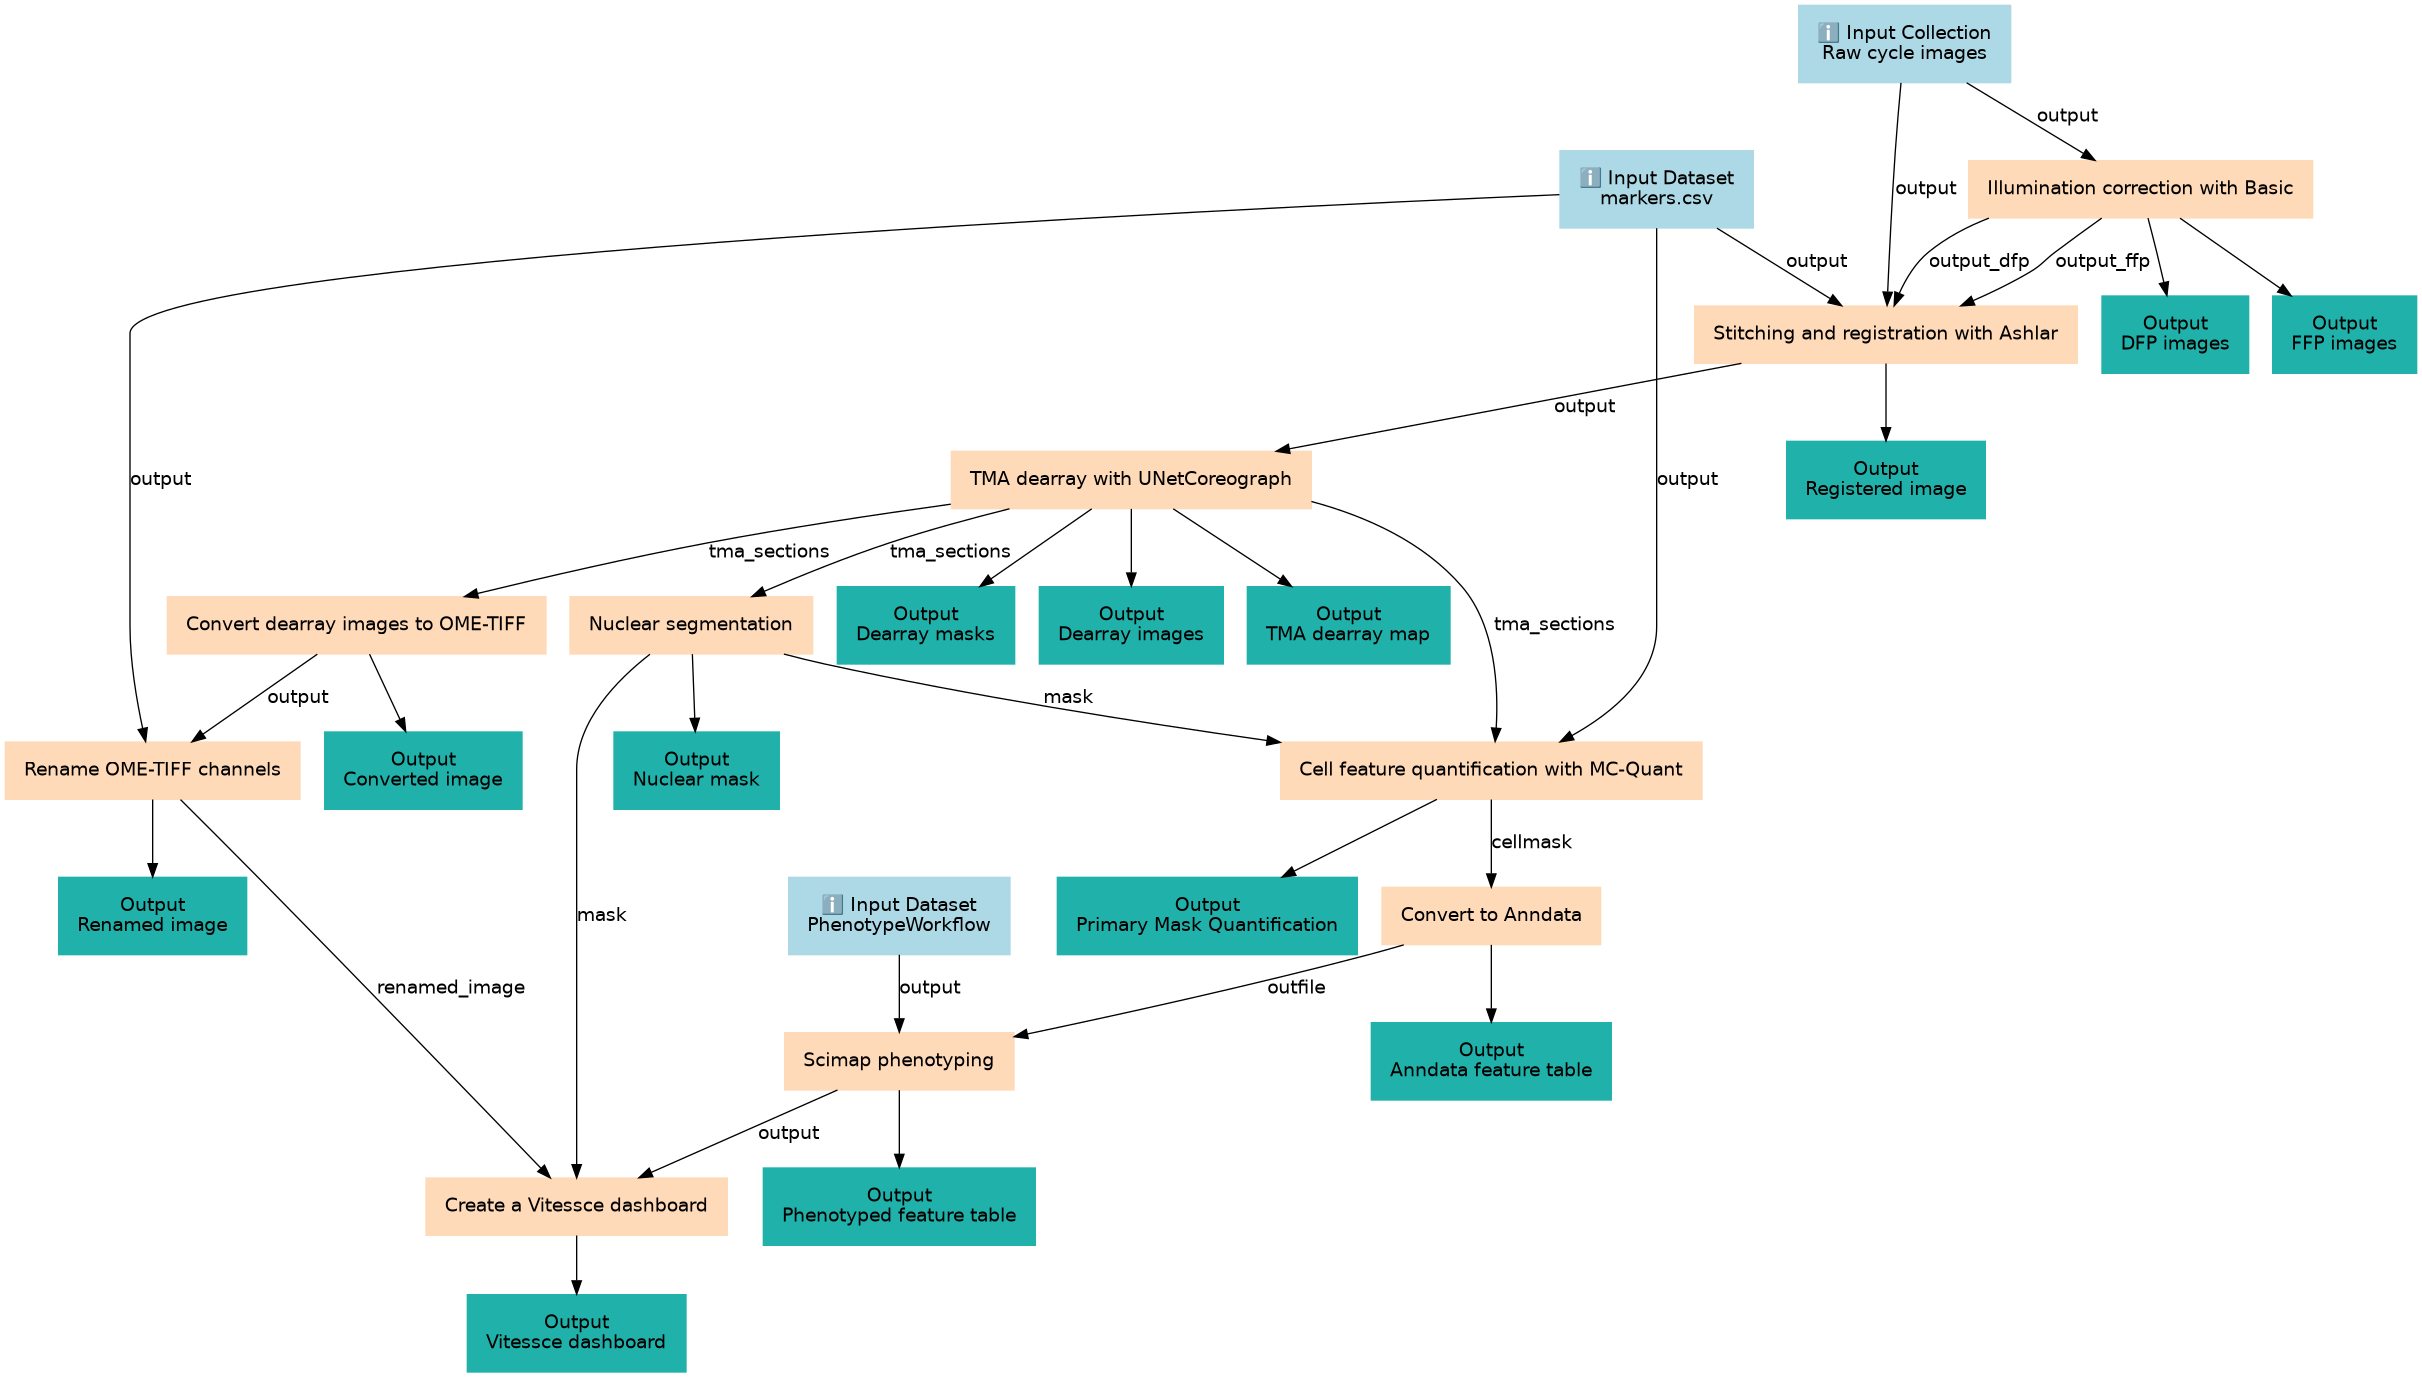 ℹ️ Input Collection
Raw cycle images
output
ℹ️ Input Dataset
markers.csv
output
Illumination correction with Basic
output
output_dfp
output_ffp
Stitching and registration with Ashlar
Output
DFP images
Output
FFP images
output
TMA dearray with UNetCoreograph
output
output
Output
Registered image
tma_sections
tma_sections
Convert dearray images to OME-TIFF
Nuclear segmentation
Output
Dearray masks
Output
Dearray images
Output
TMA dearray map
tma_sections
output
mask
Rename OME-TIFF channels
Output
Converted image
Output
Nuclear mask
Cell feature quantification with MC-Quant
cellmask
Output
Renamed image
mask
ℹ️ Input Dataset
PhenotypeWorkflow
Output
Primary Mask Quantification
Convert to Anndata
renamed_image
output
outfile
Scimap phenotyping
Output
Anndata feature table
output
Create a Vitessce dashboard
Output
Phenotyped feature table
Output
Vitessce dashboard